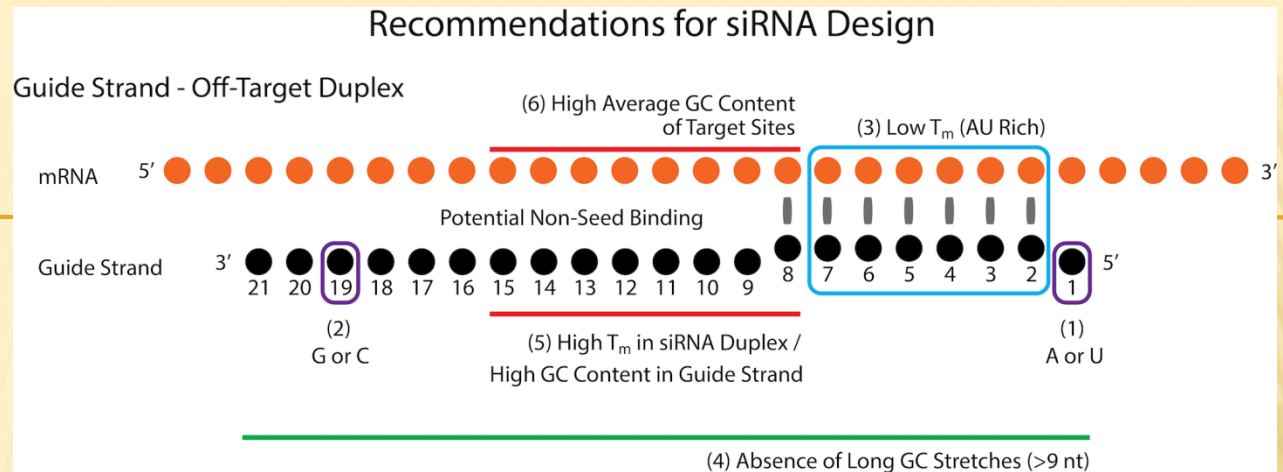 Recommendations for siRNA Design
Guide Strand - Off-Target Duplex
(6) High Average GC Content
of Target Sites
(3) Low Tm (AU Rich)
mRNA 5′ 3′
Potential Non-Seed Binding
Guide Strand 3′ 5′
21 20 19 18 17 16 15 14 13 12 11 10 9 8 7 6 5 4 3 2 1
(2)
G or C
(5) High Tm in siRNA Duplex /
High GC Content in Guide Strand
(1)
A or U
(4) Absence of Long GC Stretches (>9 nt)